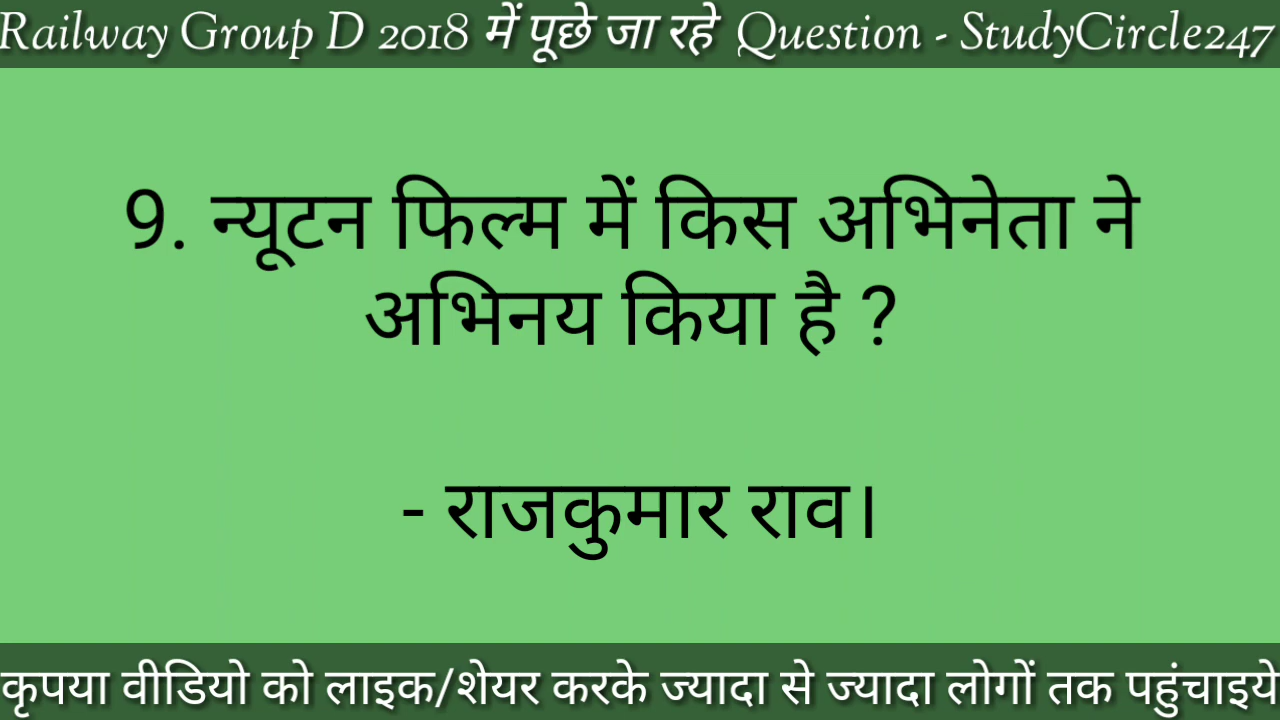 Railway Group D 2018 में पूछे जा रहे Question - StudyCircle247
9. न्यूटन फिल्म में किस अभिनेता ने
अभिनय किया है ?
- राजकुमार राव।
कृपया वीडियो को लाइक/शेयर करके ज्यादा से ज्यादा लोगों तक पहुंचाइये